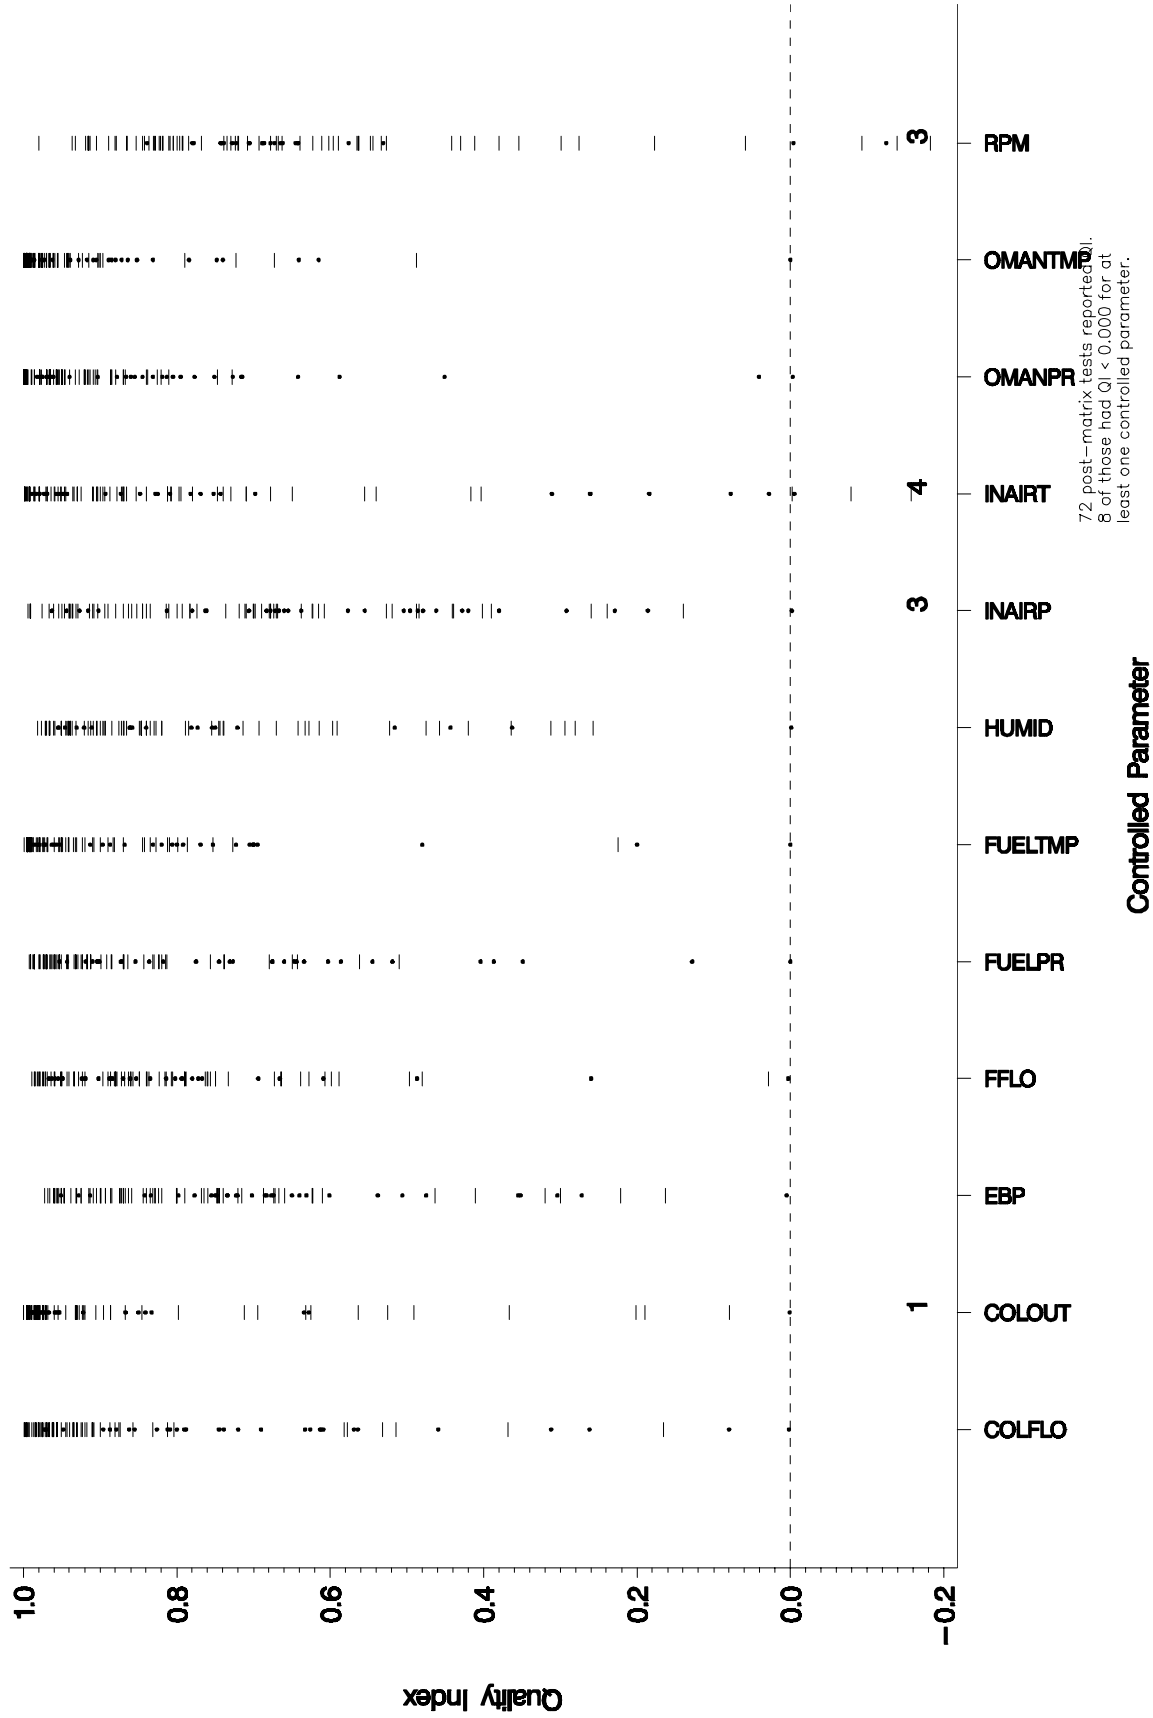 Quality Index
1.0
0.8
0.6
0.4
0.2
0.0
−0.2
1
3
4
3
COLFLO
COLOUT
EBP
FFLO
FUELPR
FUELTMP
HUMID
INAIRP
INAIRT
OMANPR
OMANTMP
RPM
Controlled Parameter
72 post−matrix tests reported QI.
8 of those had QI < 0.000 for at
least one controlled parameter.